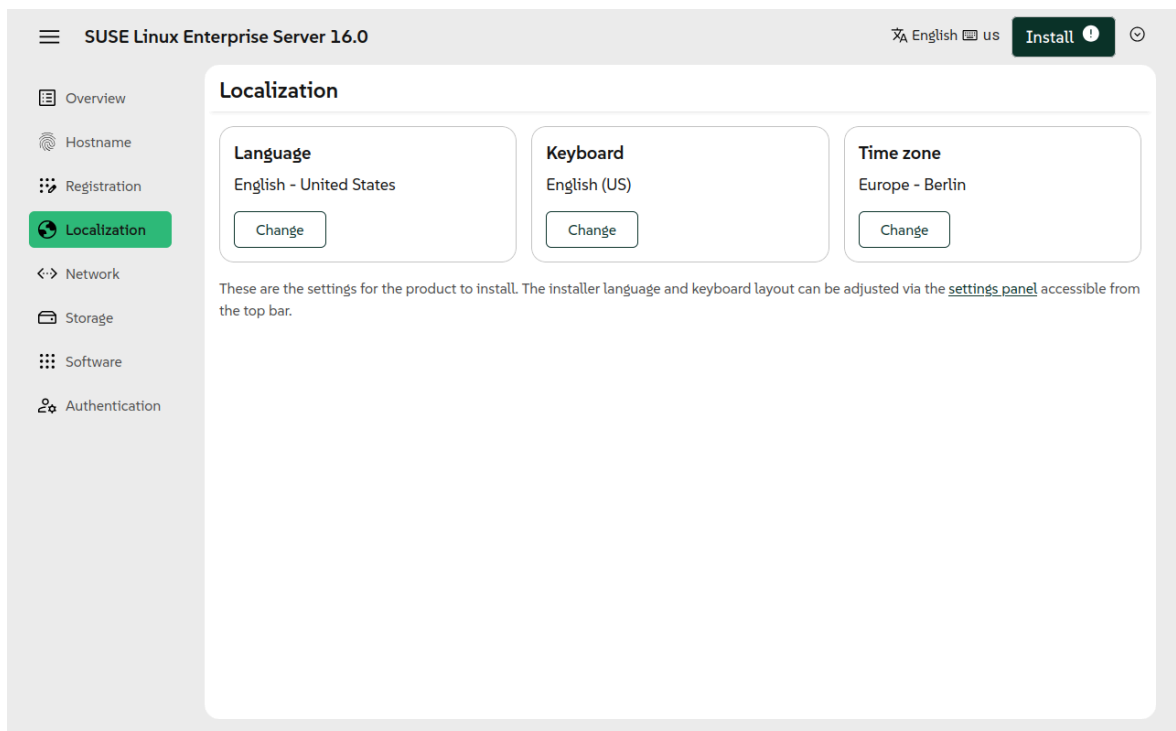 SUSE Linux Enterprise Server 16.0
English us Install !
Overview
Hostname
Registration
Localization
Network
Storage
Software
Authentication
Localization
Language
English - United States
Change
Keyboard
English (US)
Change
Time zone
Europe - Berlin
Change
These are the settings for the product to install. The installer language and keyboard layout can be adjusted via the settings panel accessible from
the top bar.